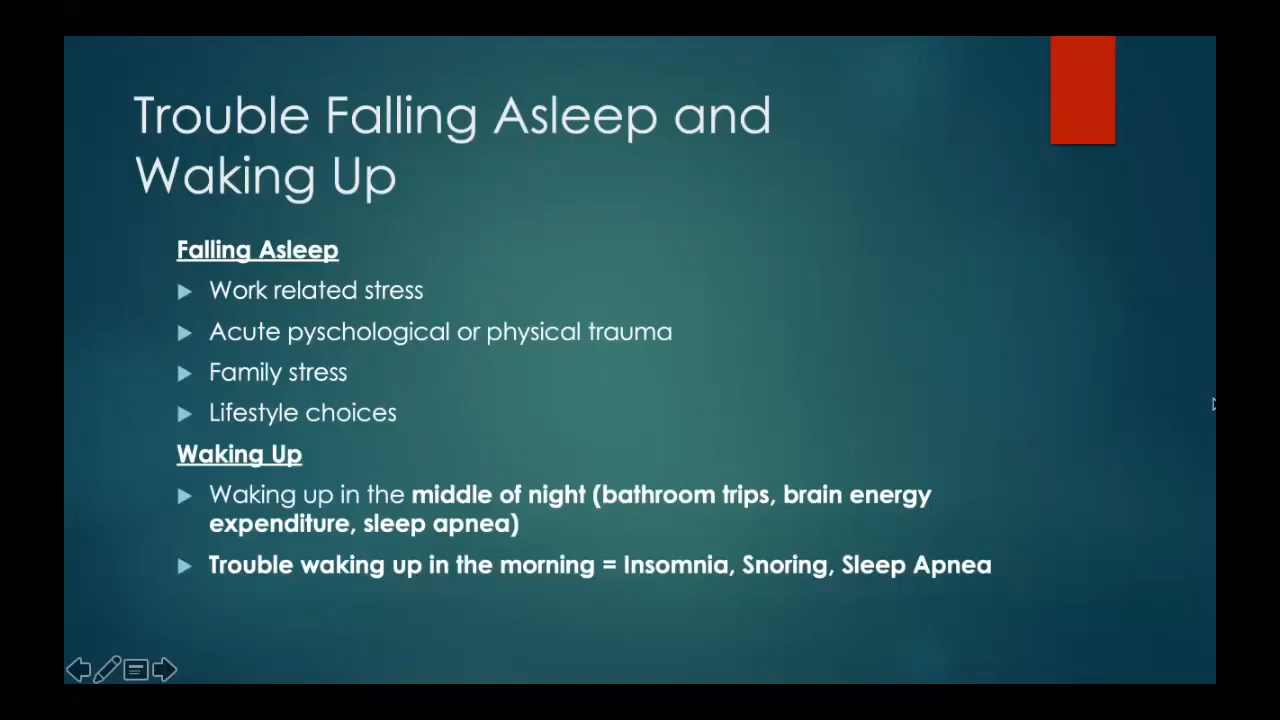 Trouble Falling Asleep and
Waking Up
Falling Asleep
Work related stress
Acute pyschological or physical trauma
Family stress
Lifestyle choices
Waking Up
Waking up in the middle of night (bathroom trips, brain energy
expenditure, sleep apnea)
Trouble waking up in the morning = Insomnia, Snoring, Sleep Apnea